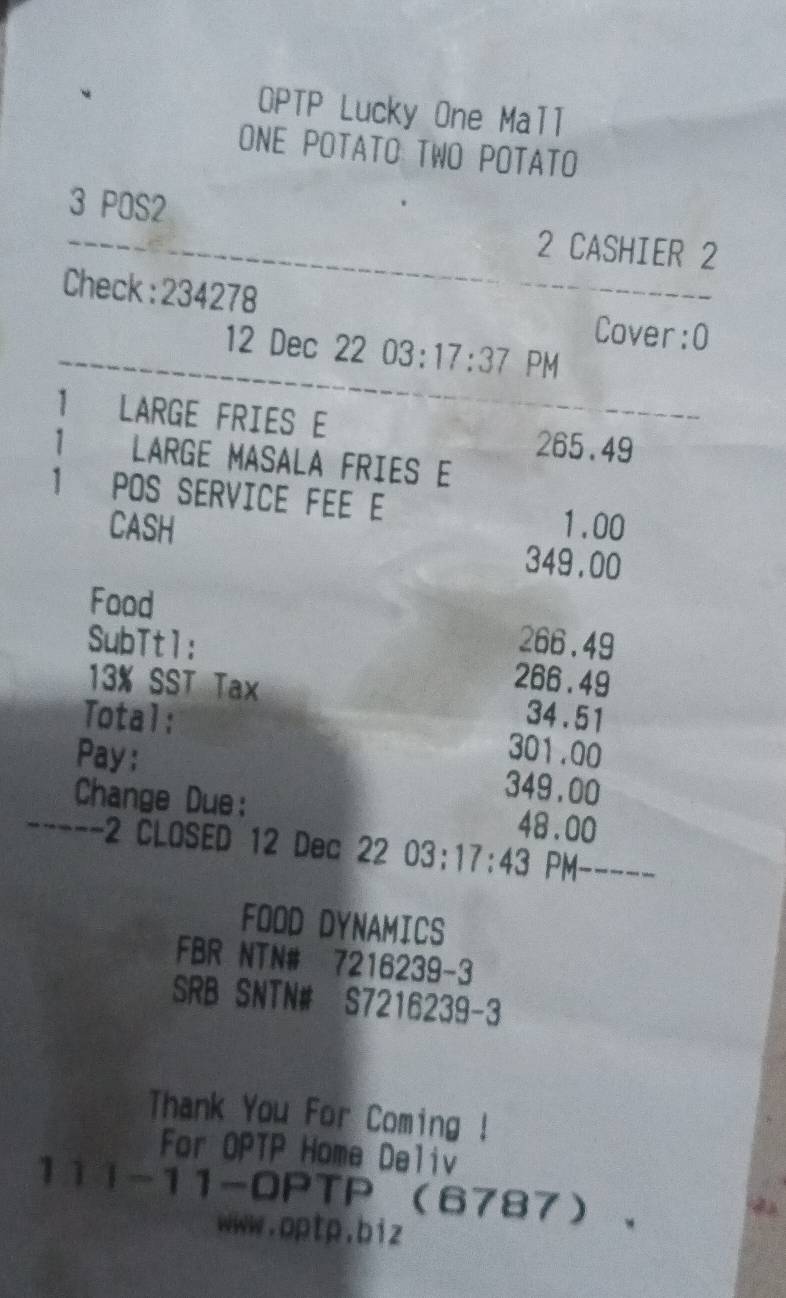 OPTP Lucky One Mall
ONE POTATO TWO POTATO
3 POS2 2 CASHIER 2
Check:234278 Cover:0
12 Dec 22 03:17:37 PM
1 LARGE FRIES E 265.49
1 LARGE MASALA FRIES E
1 POS SERVICE FEE E 1.00
CASH 349.00
Food 266.49
SubTtl: 266.49
13% SST Tax 34.51
Total: 301.00
Pay: 349.00
Change Due: 48.00
-----2 CLOSED 12 Dec 22 03:17:43 PM-----
FOOD DYNAMICS
FBR NTN# 7216239-3
SRB SNTN# S7216239-3
Thank You For Coming !
For OPTP Home Deliv
111-11-OPTP (6787)
www.optp.biz